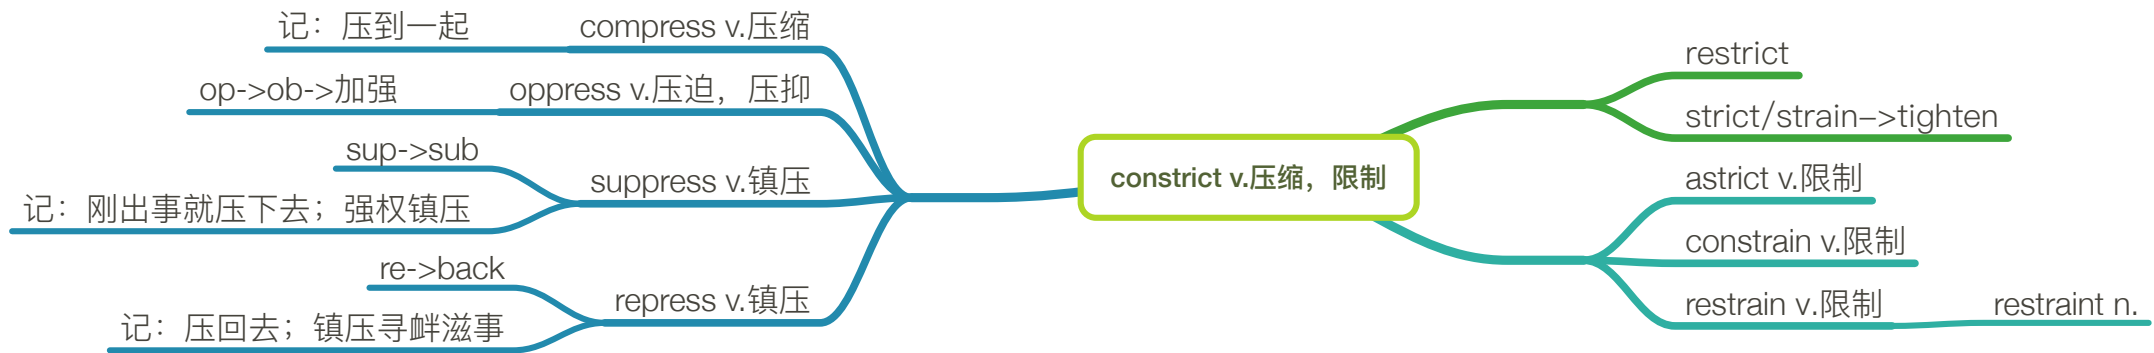 记：压到一起
compress v.压缩
op->ob->加强
oppress v.压迫，压抑
sup->sub
suppress v.镇压
记：刚出事就压下去；强权镇压
re->back
repress v.镇压
记：压回去；镇压寻衅滋事
constrict v.压缩，限制
restrict
strict/strain–>tighten
astrict v.限制
constrain v.限制
restrain v.限制
restraint n.